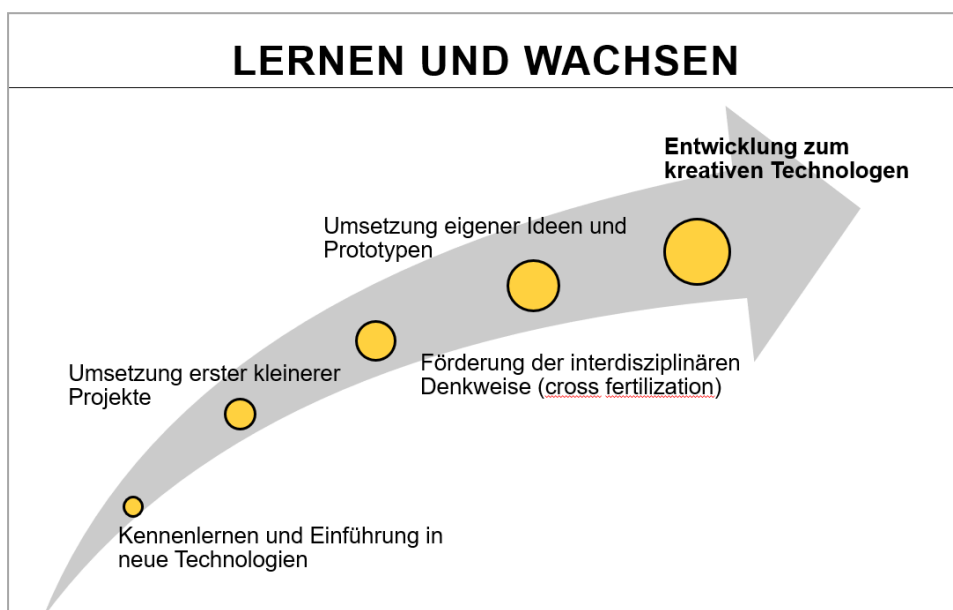 LERNEN UND WACHSEN
Entwicklung zum
kreativen Technologen
Umsetzung eigener Ideen und
Prototypen
Förderung der interdisziplinären
Denkweise (cross fertilization)
Umsetzung erster kleinerer
Projekte
Kennenlernen und Einführung in
neue Technologien